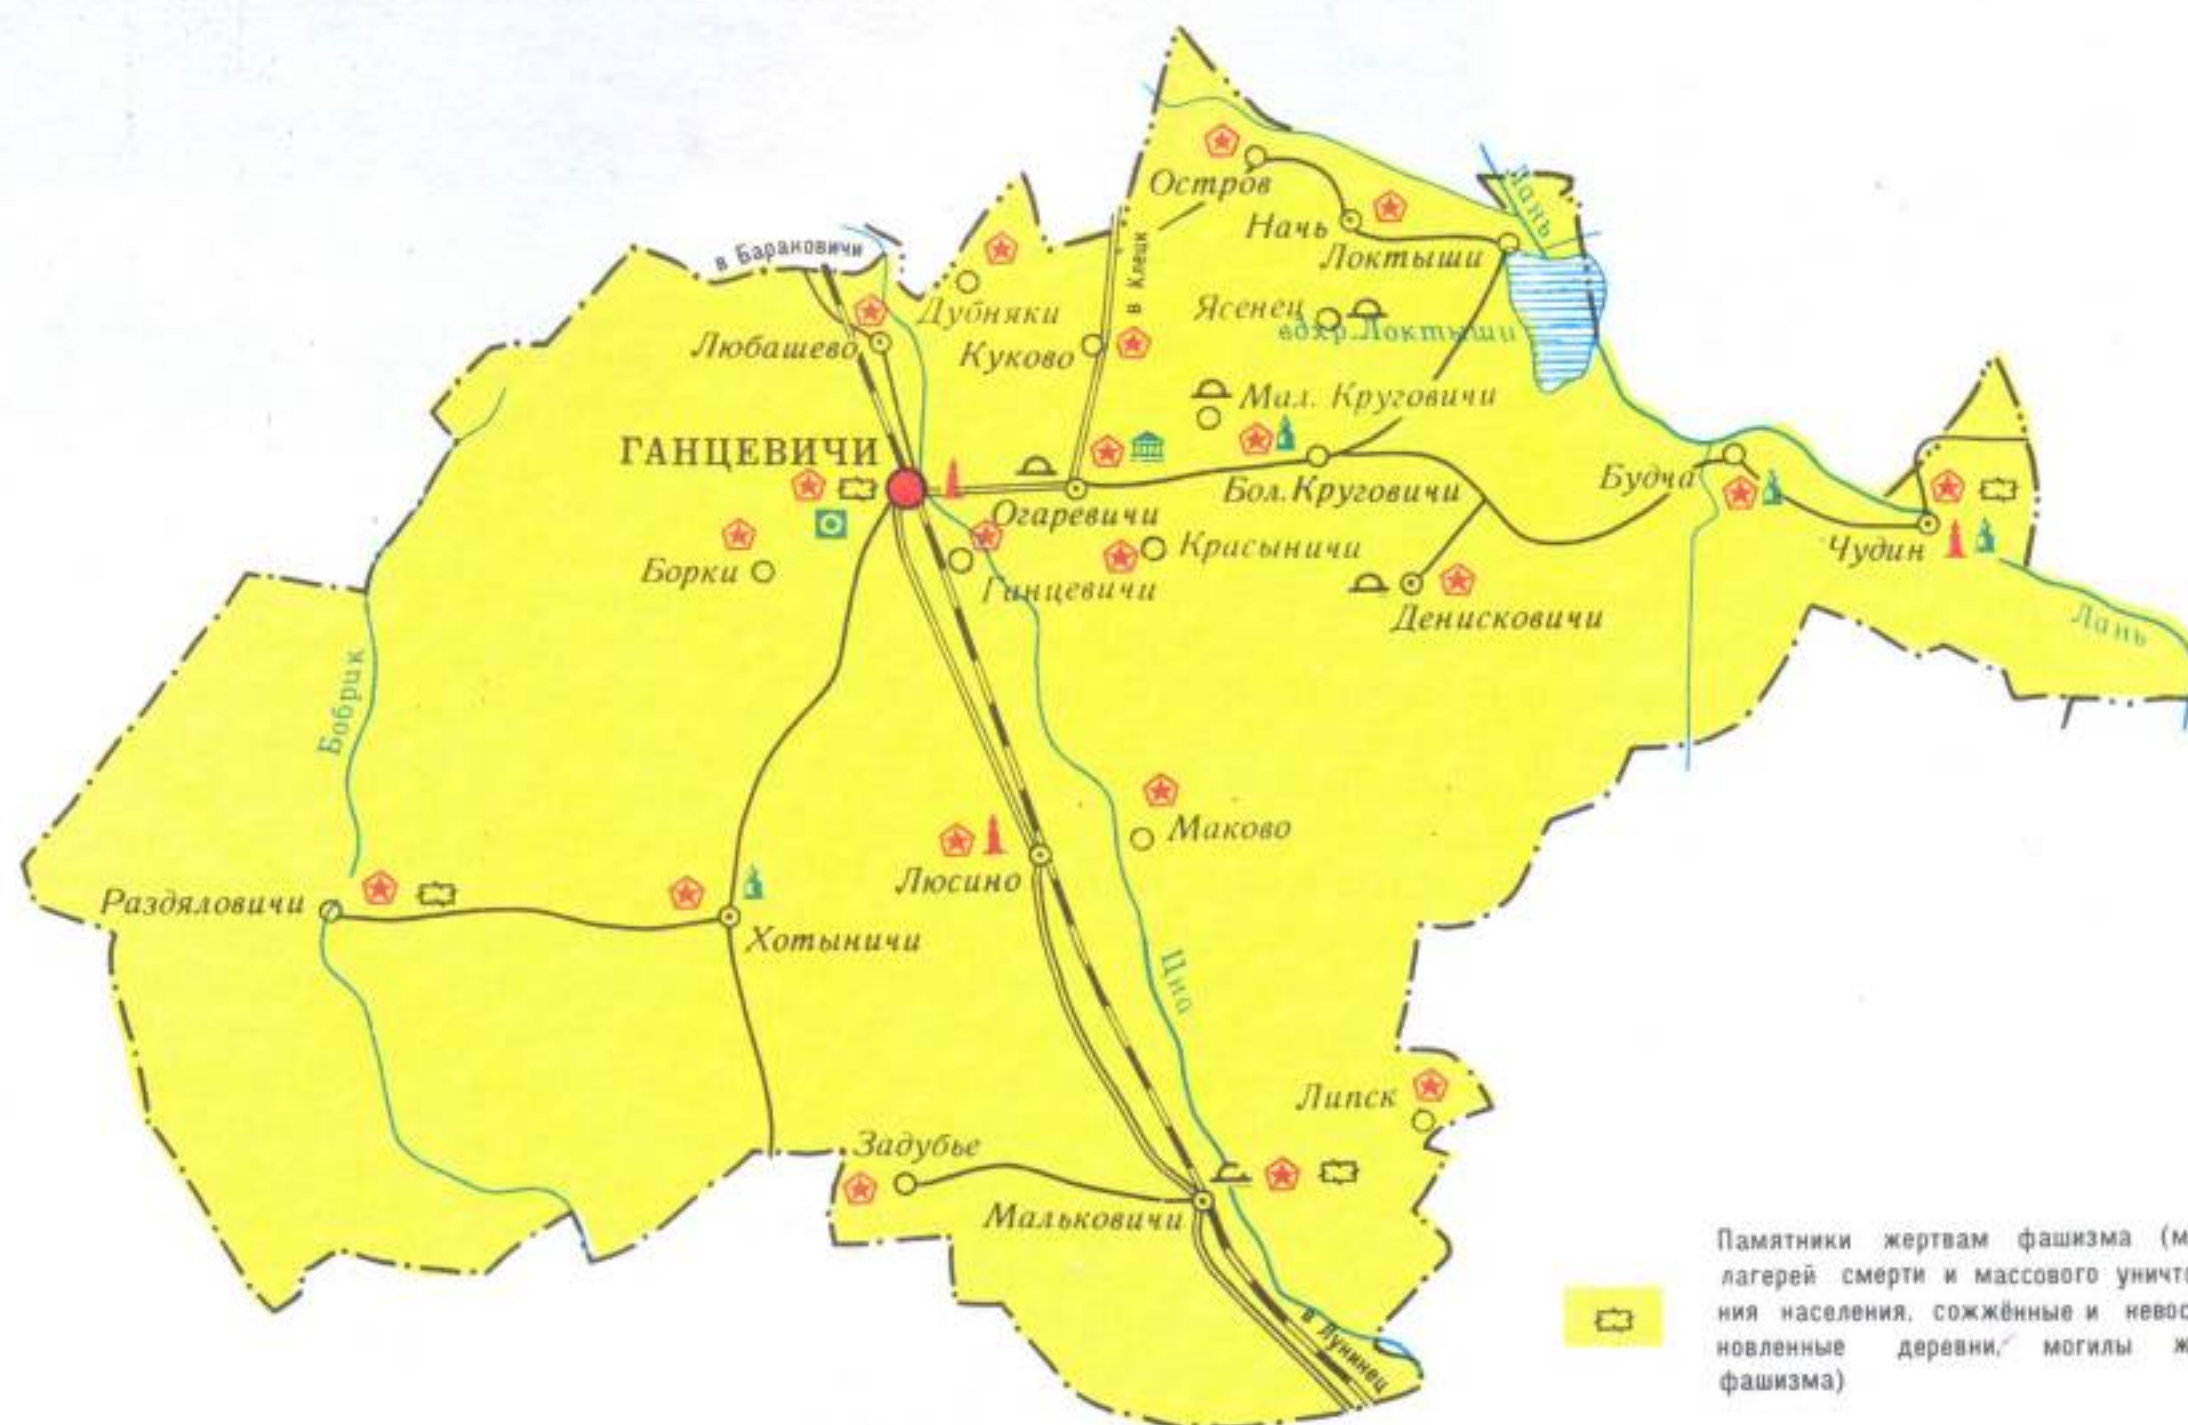 Остров
Начь
Лань
Локтыши
в Барановичи
в Клецк
Дубняки
Ясенец
вдхр. Локтыши
Любашево
Куково
Мал. Круговичи
ГАНЦЕВИЧИ
Огаревичи
Бол. Круговичи
Будча
Чудин
Борки
Ганцевичи
Красыничи
Денисковичи
Лань
Бобрик
Маково
Люсино
Раздяловичи
Хотыничи
Цна
Липск
Задубье
Мальковичи
в Лунинец
Памятники жертвам фашизма (м
лагерей смерти и массового уничто
ния населения, сожжённые и невос
новленные деревни, могилы ж
фашизма)